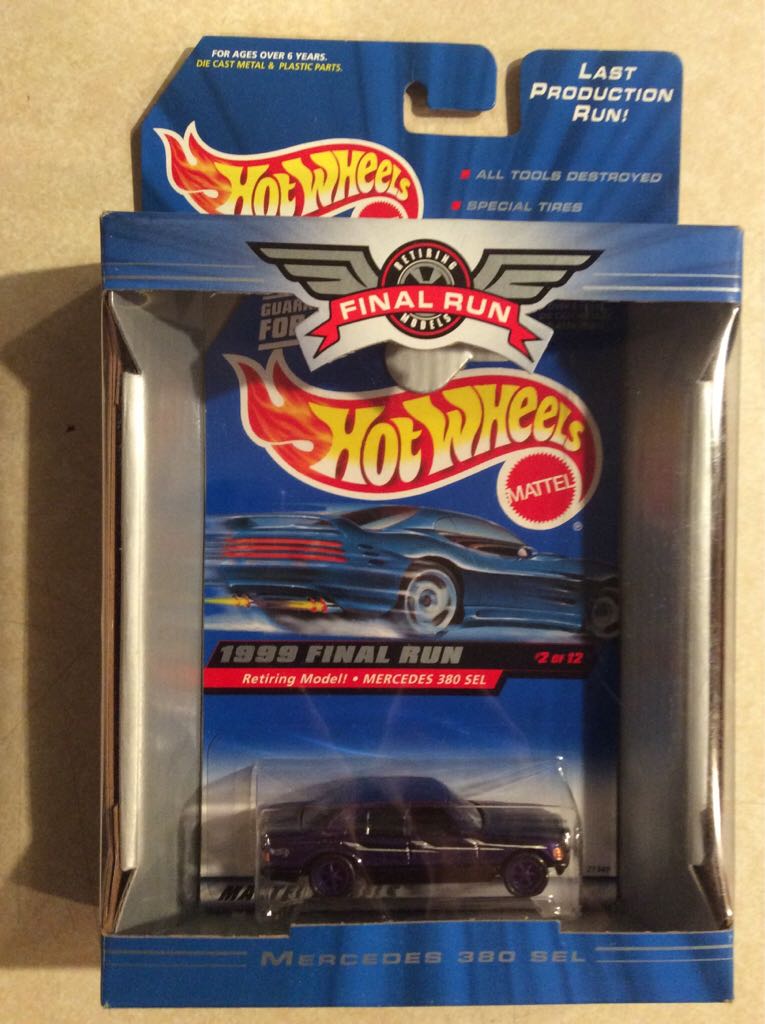 FOR AGES OVER 6 YEARS.
DIE CAST METAL & PLASTIC PARTS.
LAST
PRODUCTION
RUN!
HOT WHEELS
ALL TOOLS DESTROYED
SPECIAL TIRES
RETIRING
FINAL RUN
MODELS
HOT WHEELS
MATTEL
®
1999 FINAL RUN
#2 OF 12
Retiring Model! • MERCEDES 380 SEL
MERCEDES 380 SEL